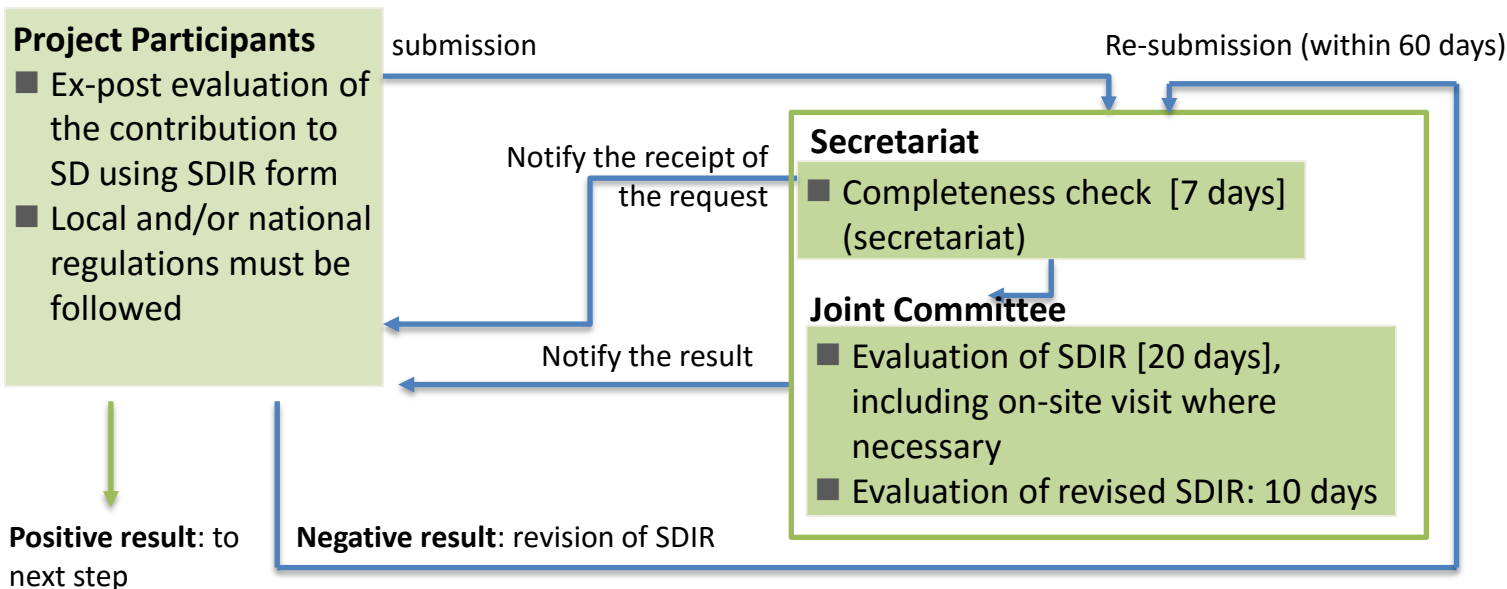 Project Participants
■ Ex-post evaluation of
the contribution to
SD using SDIR form
■ Local and/or national
regulations must be
followed
submission
Re-submission (within 60 days)
Notify the receipt of
the request
Secretariat
■ Completeness check [7 days]
(secretariat)
Joint Committee
■ Evaluation of SDIR [20 days],
including on-site visit where
necessary
■ Evaluation of revised SDIR: 10 days
Notify the result
Positive result: to
next step
Negative result: revision of SDIR